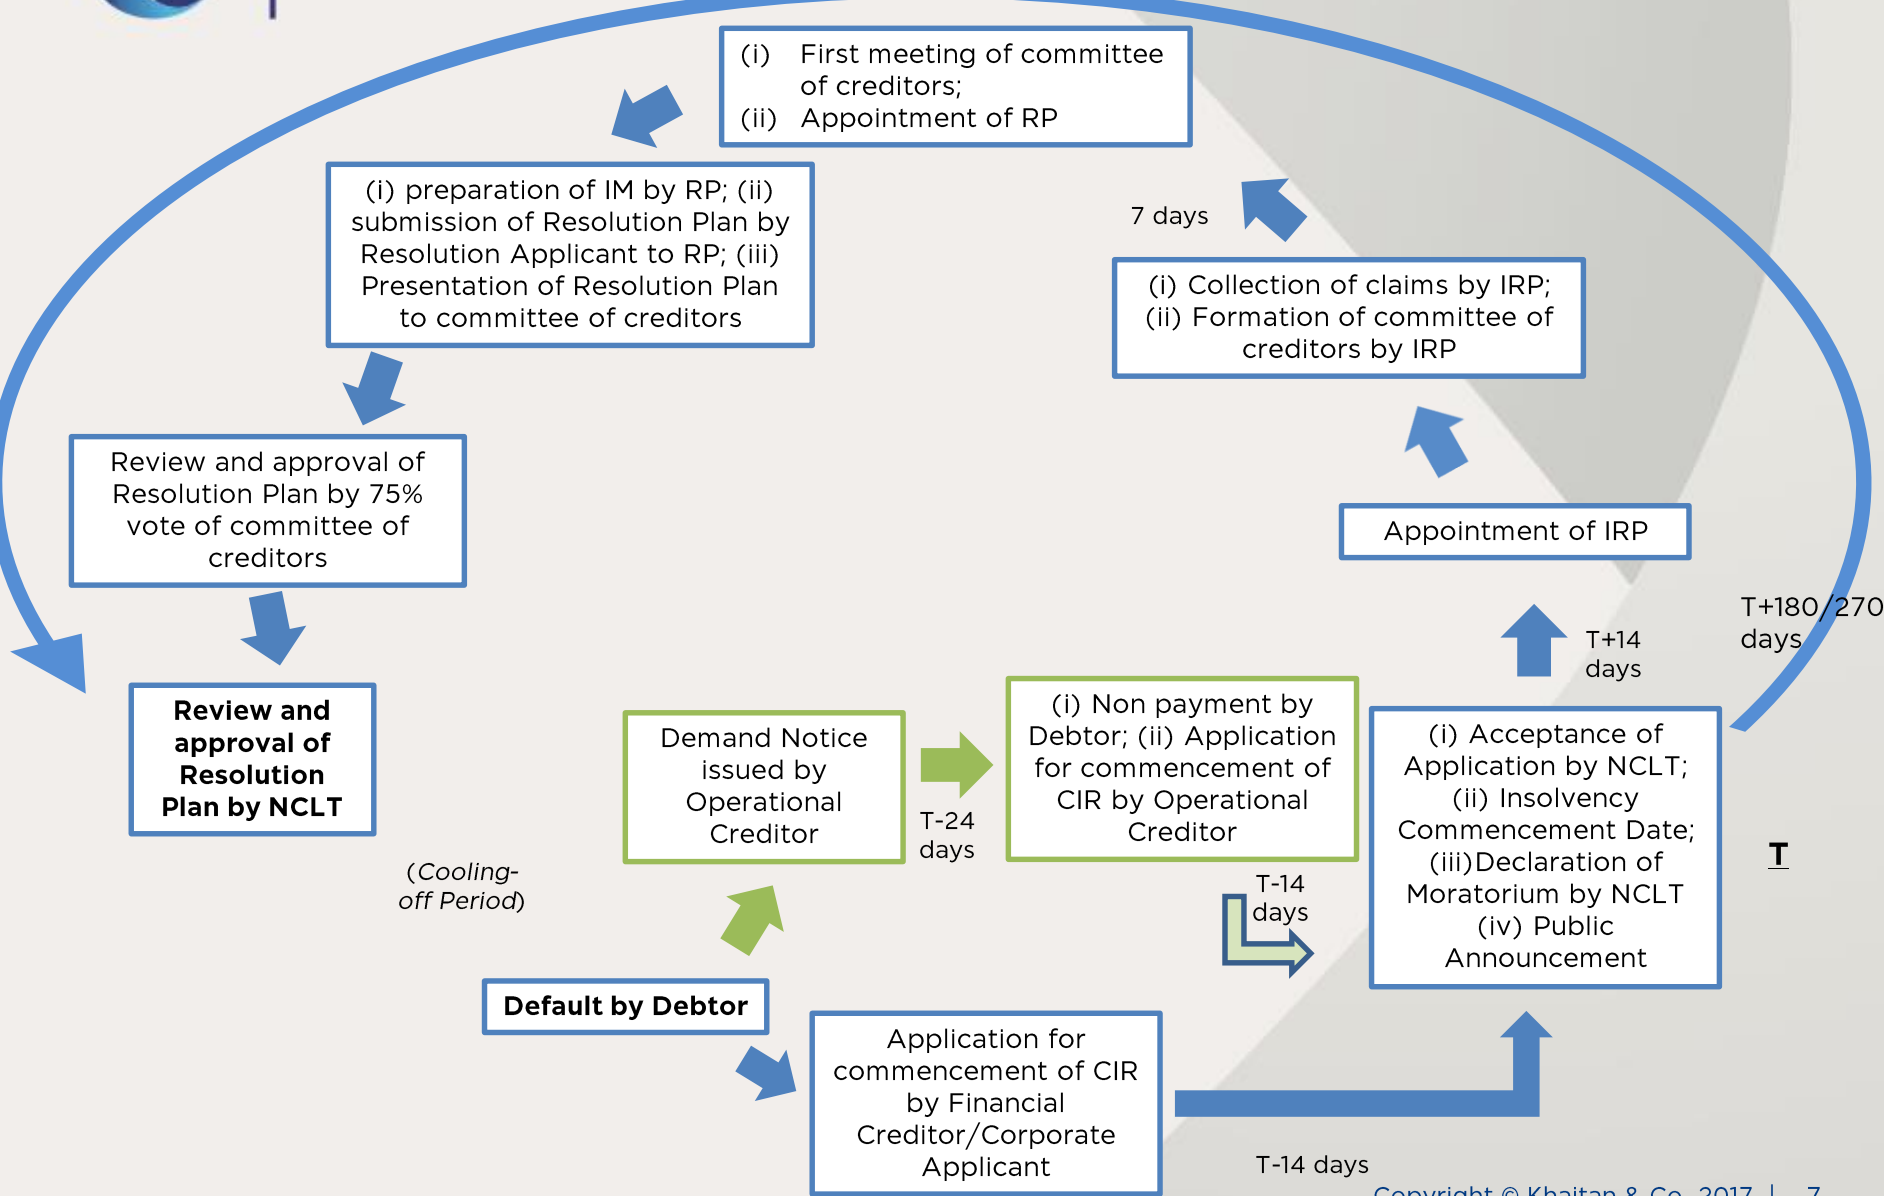 (i) First meeting of committee
of creditors;
(ii) Appointment of RP
(i) preparation of IM by RP; (ii)
submission of Resolution Plan by
Resolution Applicant to RP; (iii)
Presentation of Resolution Plan
to committee of creditors
7 days
(i) Collection of claims by IRP;
(ii) Formation of committee of
creditors by IRP
Review and approval of
Resolution Plan by 75%
vote of committee of
creditors
Appointment of IRP
T+180/270
days
T+14
days
Review and
approval of
Resolution
Plan by NCLT
Demand Notice
issued by
Operational
Creditor
T-24
days
(i) Non payment by
Debtor; (ii) Application
for commencement of
CIR by Operational
Creditor
(i) Acceptance of
Application by NCLT;
(ii) Insolvency
Commencement Date;
(iii)Declaration of
Moratorium by NCLT
(iv) Public
Announcement
T
(Cooling-
off Period)
T-14
days
Default by Debtor
Application for
commencement of CIR
by Financial
Creditor/Corporate
Applicant
T-14 days
Copyright © Khaitan & Co, 2017 | 7